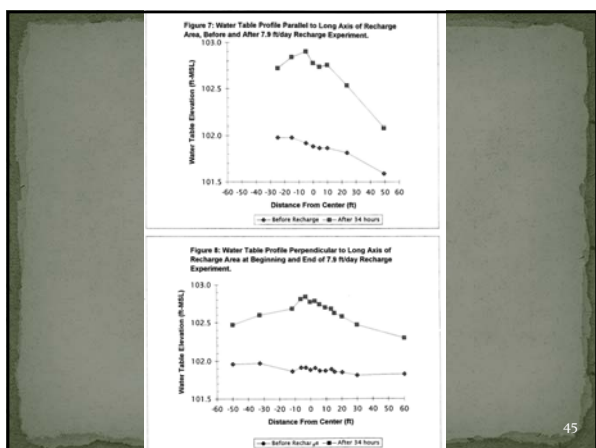 Figure 7: Water Table Profile Parallel to Long Axis of Recharge
Area, Before and After 7.9 ft/day Recharge Experiment.
Water Table Elevation (ft-MSL)
103.0
102.5
102.0
101.5
-60 -50 -40 -30 -20 -10 0 10 20 30 40 50 60
Distance From Center (ft)
Before Recharge After 34 hours
Figure 8: Water Table Profile Perpendicular to Long Axis of
Recharge Area at Beginning and End of 7.9 ft/day Recharge
Experiment.
Water Table Elevation (ft-MSL)
103.0
102.5
102.0
101.5
-60 -50 -40 -30 -20 -10 0 10 20 30 40 50 60
Distance From Center (ft)
Before Recharge After 34 hours
45